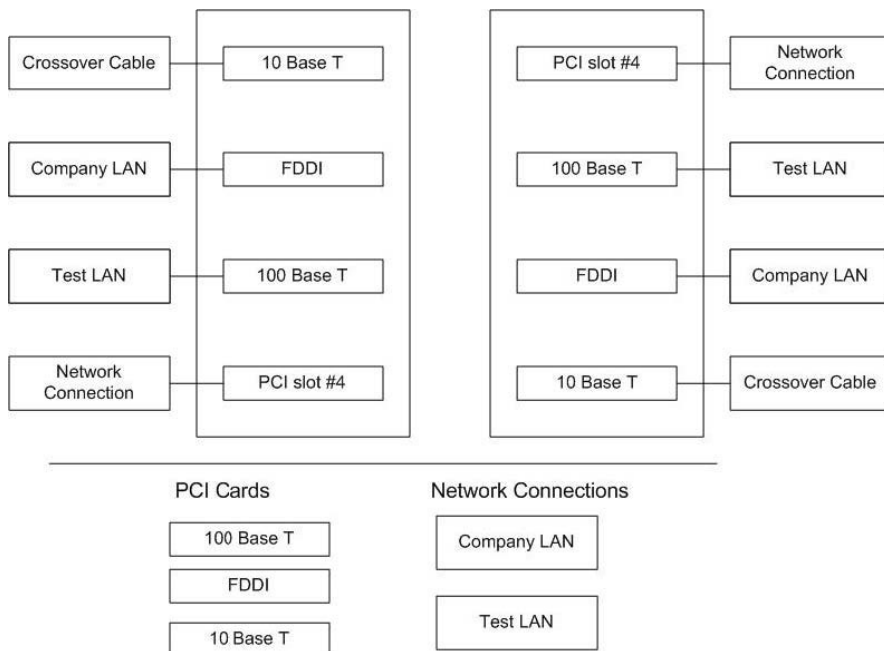 Crossover Cable
10 Base T
PCI slot #4
Network
Connection
Company LAN
FDDI
100 Base T
Test LAN
Test LAN
100 Base T
FDDI
Company LAN
Network
Connection
PCI slot #4
10 Base T
Crossover Cable
PCI Cards
Network Connections
100 Base T
Company LAN
FDDI
10 Base T
Test LAN